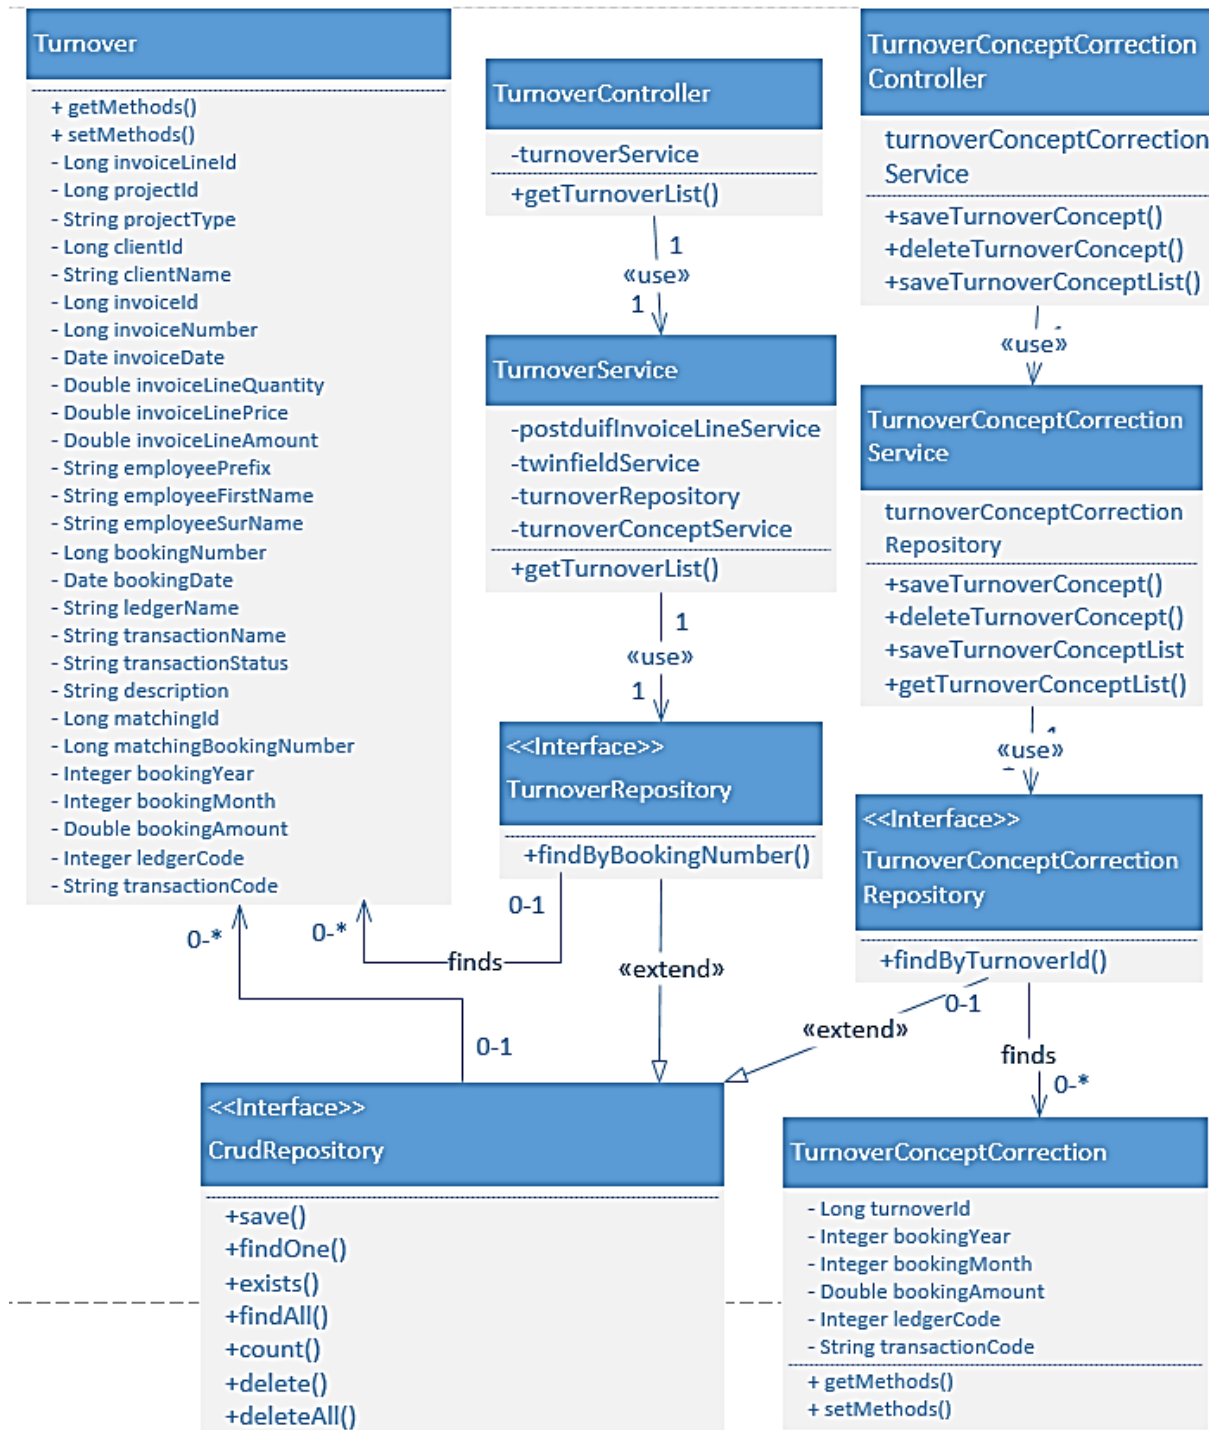 Turnover
+ getMethods()
+ setMethods()
- Long invoiceLineId
- Long projectId
- String projectType
- Long clientId
- String clientName
- Long invoiceId
- Long invoiceNumber
- Date invoiceDate
- Double invoiceLineQuantity
- Double invoiceLinePrice
- Double invoiceLineAmount
- String employeePrefix
- String employeeFirstName
- String employeeSurName
- Long bookingNumber
- Date bookingDate
- String ledgerName
- String transactionName
- String transactionStatus
- String description
- Long matchingId
- Long matchingBookingNumber
- Integer bookingYear
- Integer bookingMonth
- Double bookingAmount
- Integer ledgerCode
- String transactionCode
0-*
0-*
TurnoverController
-turnoverService
+getTurnoverList()
1
«use»
1
TurnoverService
-postduifInvoiceLineService
-twinfieldService
-turnoverRepository
-turnoverConceptService
+getTurnoverList()
1
«use»
1
<<Interface>>
TurnoverRepository
+findByBookingNumber()
0-1
finds
«extend»
0-1
TurnoverConceptCorrection
Controller
turnoverConceptCorrection
Service
+saveTurnoverConcept()
+deleteTurnoverConcept()
+saveTurnoverConceptList()
«use»
TurnoverConceptCorrection
Service
turnoverConceptCorrection
Repository
+saveTurnoverConcept()
+deleteTurnoverConcept()
+saveTurnoverConceptList
+getTurnoverConceptList()
«use»
<<Interface>>
TurnoverConceptCorrection
Repository
+findByTurnoverId()
0-1
«extend»
finds
0-*
<<Interface>>
CrudRepository
+save()
+findOne()
+exists()
+findAll()
+count()
+delete()
+deleteAll()
TurnoverConceptCorrection
- Long turnoverId
- Integer bookingYear
- Integer bookingMonth
- Double bookingAmount
- Integer ledgerCode
- String transactionCode
+ getMethods()
+ setMethods()